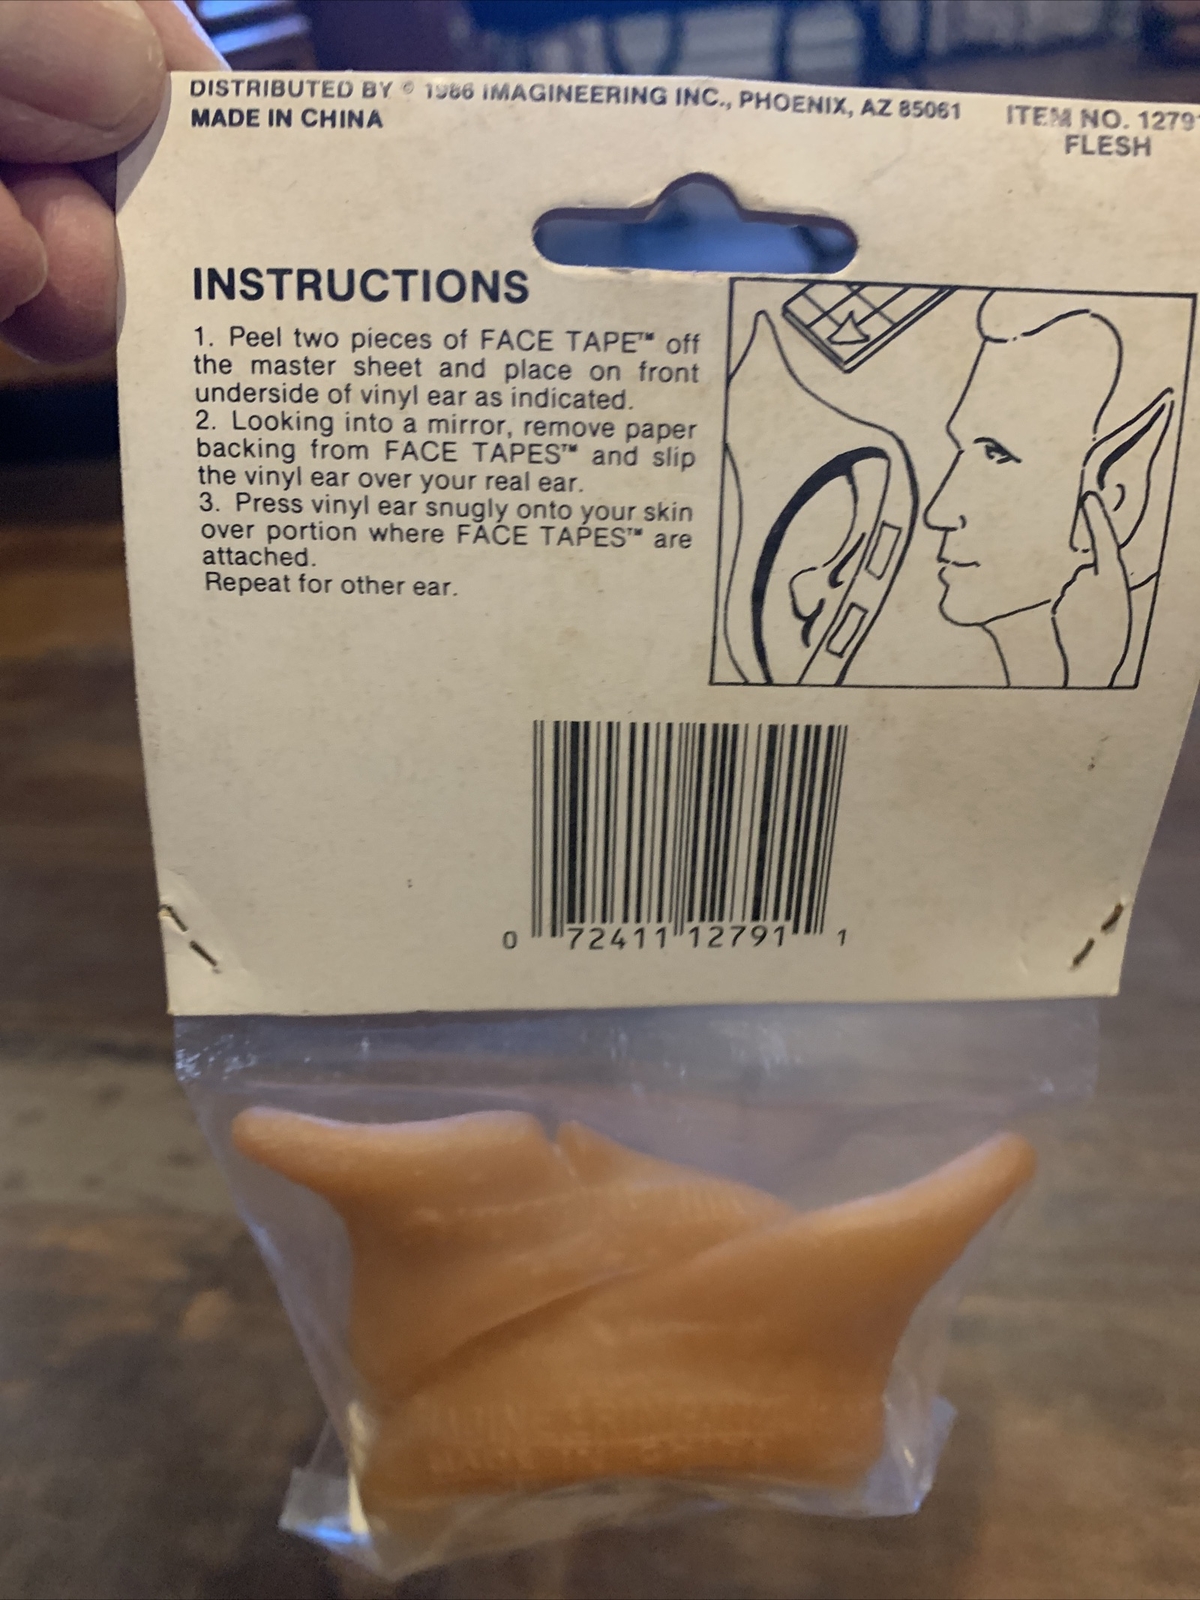 DISTRIBUTED BY © 1986 IMAGINEERING INC., PHOENIX, AZ 85061
MADE IN CHINA
ITEM NO. 12791
FLESH
INSTRUCTIONS
1. Peel two pieces of FACE TAPE™ off
the master sheet and place on front
underside of vinyl ear as indicated.
2. Looking into a mirror, remove paper
backing from FACE TAPES™ and slip
the vinyl ear over your real ear.
3. Press vinyl ear snugly onto your skin
over portion where FACE TAPES™ are
attached.
Repeat for other ear.
0 72411 12791 1
MADE IN CHINA